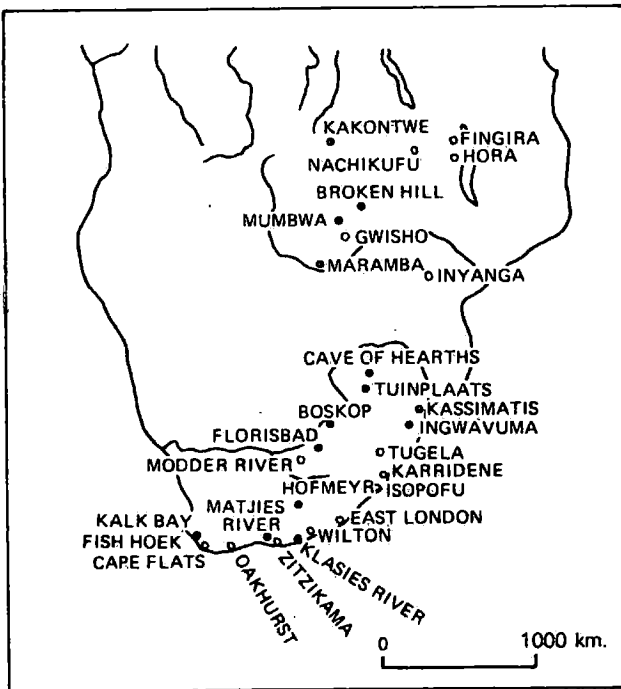 KAKONTWE
FINGIRA
NACHIKUFU
HORA
BROKEN HILL
MUMBWA
GWISHO
MARAMBA
INYANGA
CAVE OF HEARTHS
TUINPLAATS
BOSKOP
KASSIMATIS
FLORISBAD
INGWAVUMA
MODDER RIVER
TUGELA
KARRIDENE
HOFMEYR
ISOPOFU
MATJIES
RIVER
KALK BAY
EAST LONDON
FISH HOEK
WILTON
CAPE FLATS
OAKHURST
ZITZIKAMA
KLASIES RIVER
0 1000 km.